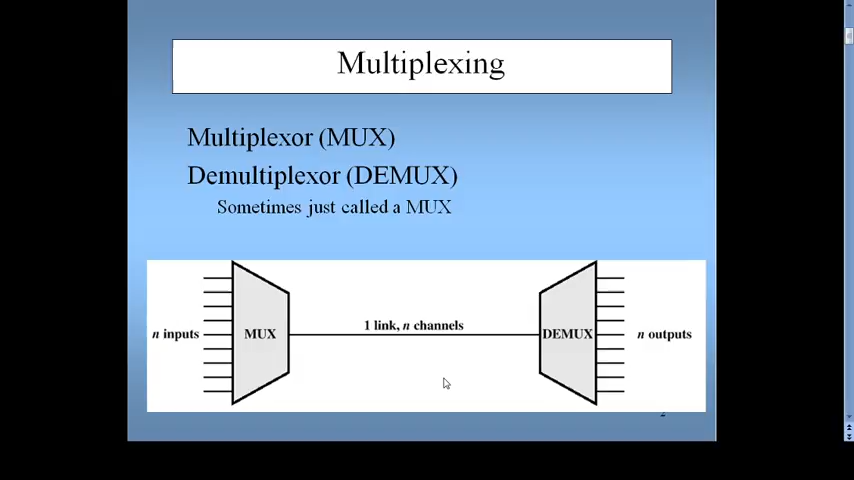 Multiplexing
Multiplexor (MUX)
Demultiplexor (DEMUX)
Sometimes just called a MUX
1 link, n channels
n inputs
MUX
DEMUX
n outputs